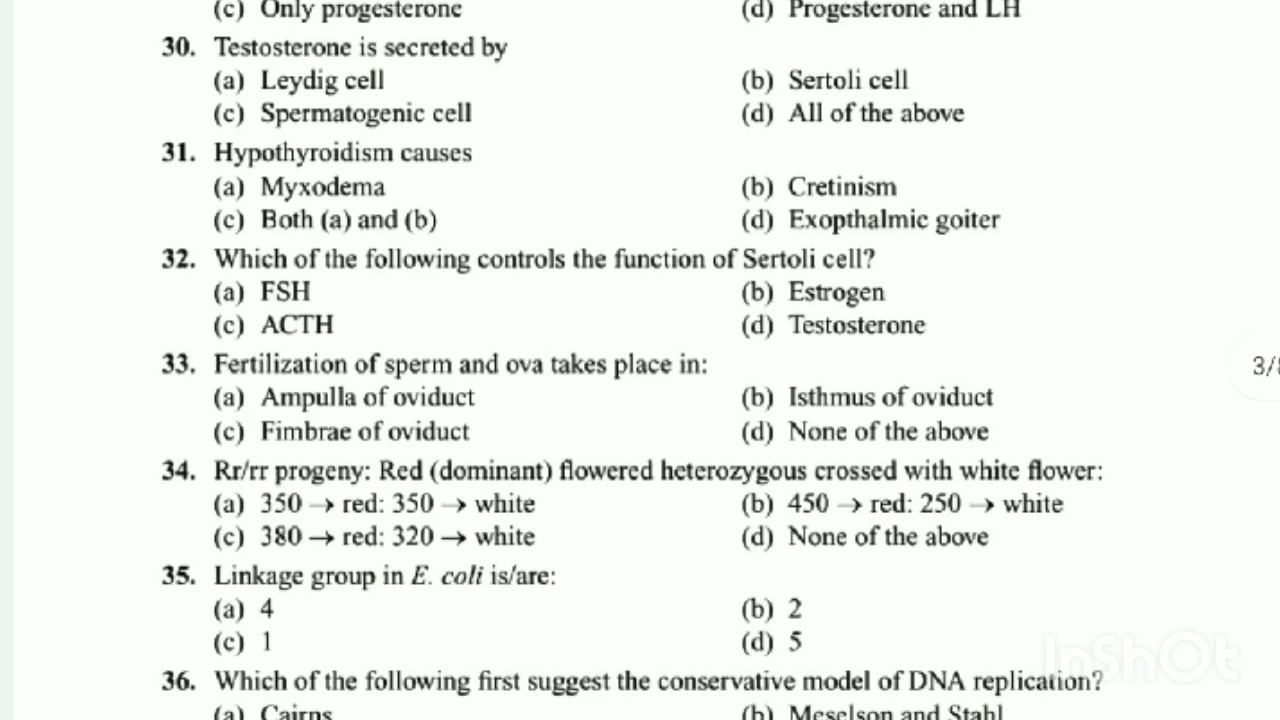 (c) Only progesterone (d) Progesterone and LH
30. Testosterone is secreted by
(a) Leydig cell (b) Sertoli cell
(c) Spermatogenic cell (d) All of the above
31. Hypothyroidism causes
(a) Myxodema (b) Cretinism
(c) Both (a) and (b) (d) Exopthalmic goiter
32. Which of the following controls the function of Sertoli cell?
(a) FSH (b) Estrogen
(c) ACTH (d) Testosterone
33. Fertilization of sperm and ova takes place in:
(a) Ampulla of oviduct (b) Isthmus of oviduct
3/
(c) Fimbrae of oviduct (d) None of the above
34. Rr/rr progeny: Red (dominant) flowered heterozygous crossed with white flower:
(a) 350 → red: 350 → white (b) 450 → red: 250 → white
(c) 380 → red: 320 → white (d) None of the above
35. Linkage group in E. coli is/are:
(a) 4 (b) 2
(c) 1 (d) 5
InShOt
36. Which of the following first suggest the conservative model of DNA replication?
(a) Cairns (b) Meselson and Stahl